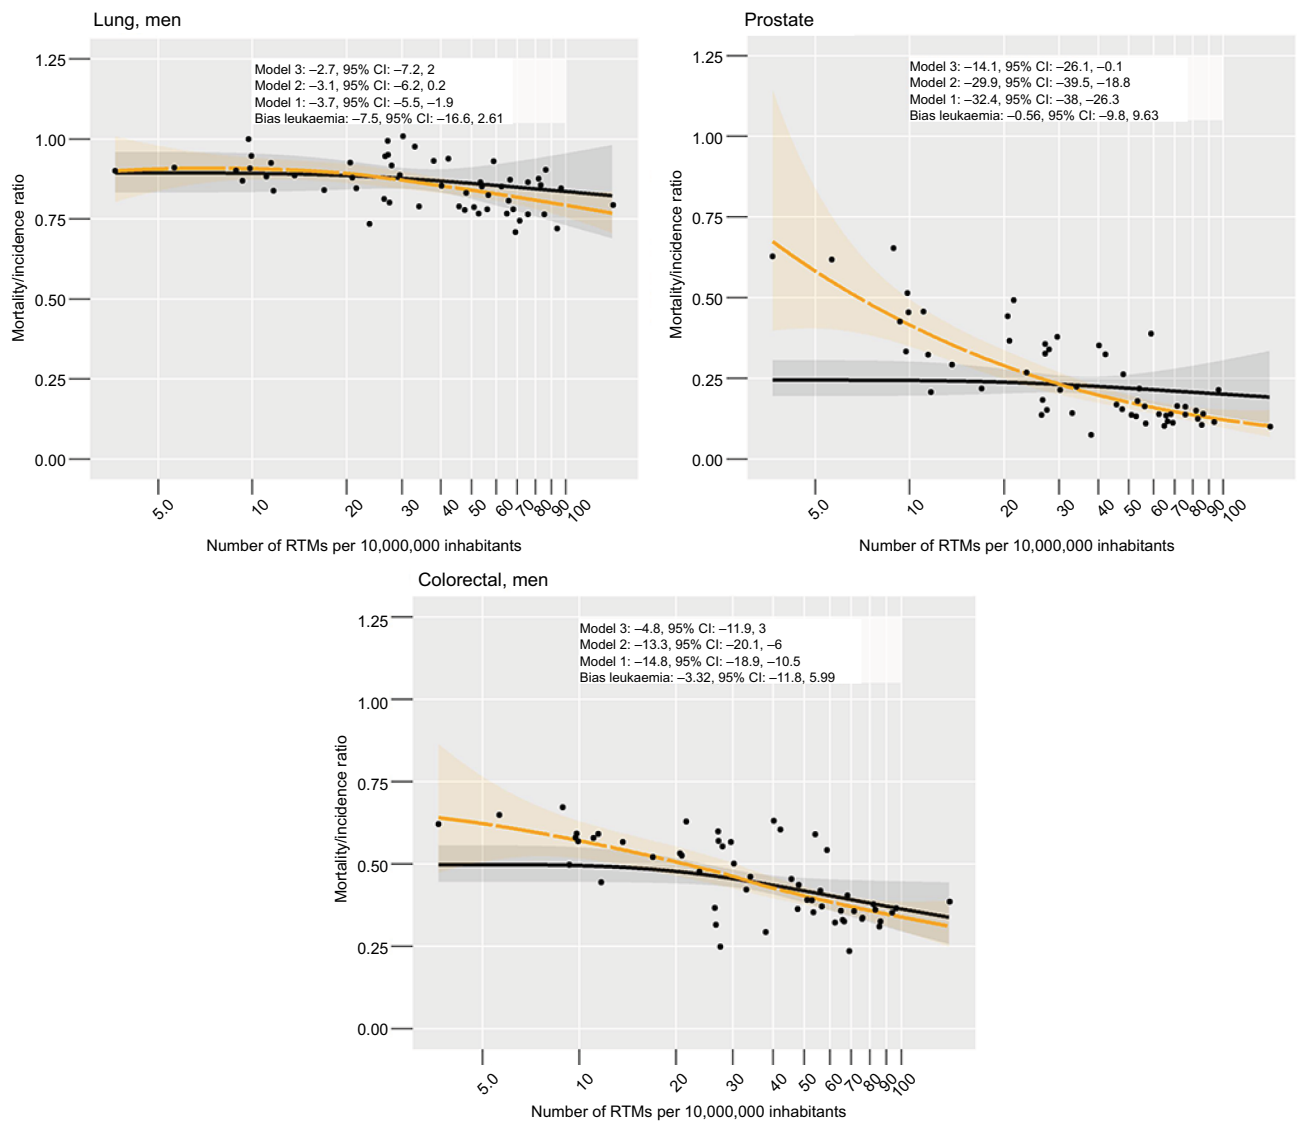 Lung, men
Model 3: –2.7, 95% CI: –7.2, 2
Model 2: –3.1, 95% CI: –6.2, 0.2
Model 1: –3.7, 95% CI: –5.5, –1.9
Bias leukaemia: –7.5, 95% CI: –16.6, 2.61
Mortality/incidence ratio
1.25
1.00
0.75
0.50
0.25
0.00
5.0 10 20 30 40 50 60 70 80 90 100
Number of RTMs per 10,000,000 inhabitants
Prostate
Model 3: –14.1, 95% CI: –26.1, –0.1
Model 2: –29.9, 95% CI: –39.5, –18.8
Model 1: –32.4, 95% CI: –38, –26.3
Bias leukaemia: –0.56, 95% CI: –9.8, 9.63
Mortality/incidence ratio
1.25
1.00
0.75
0.50
0.25
0.00
5.0 10 20 30 40 50 60 70 80 90 100
Number of RTMs per 10,000,000 inhabitants
Colorectal, men
Model 3: –4.8, 95% CI: –11.9, 3
Model 2: –13.3, 95% CI: –20.1, –6
Model 1: –14.8, 95% CI: –18.9, –10.5
Bias leukaemia: –3.32, 95% CI: –11.8, 5.99
Mortality/incidence ratio
1.25
1.00
0.75
0.50
0.25
0.00
5.0 10 20 30 40 50 60 70 80 90 100
Number of RTMs per 10,000,000 inhabitants